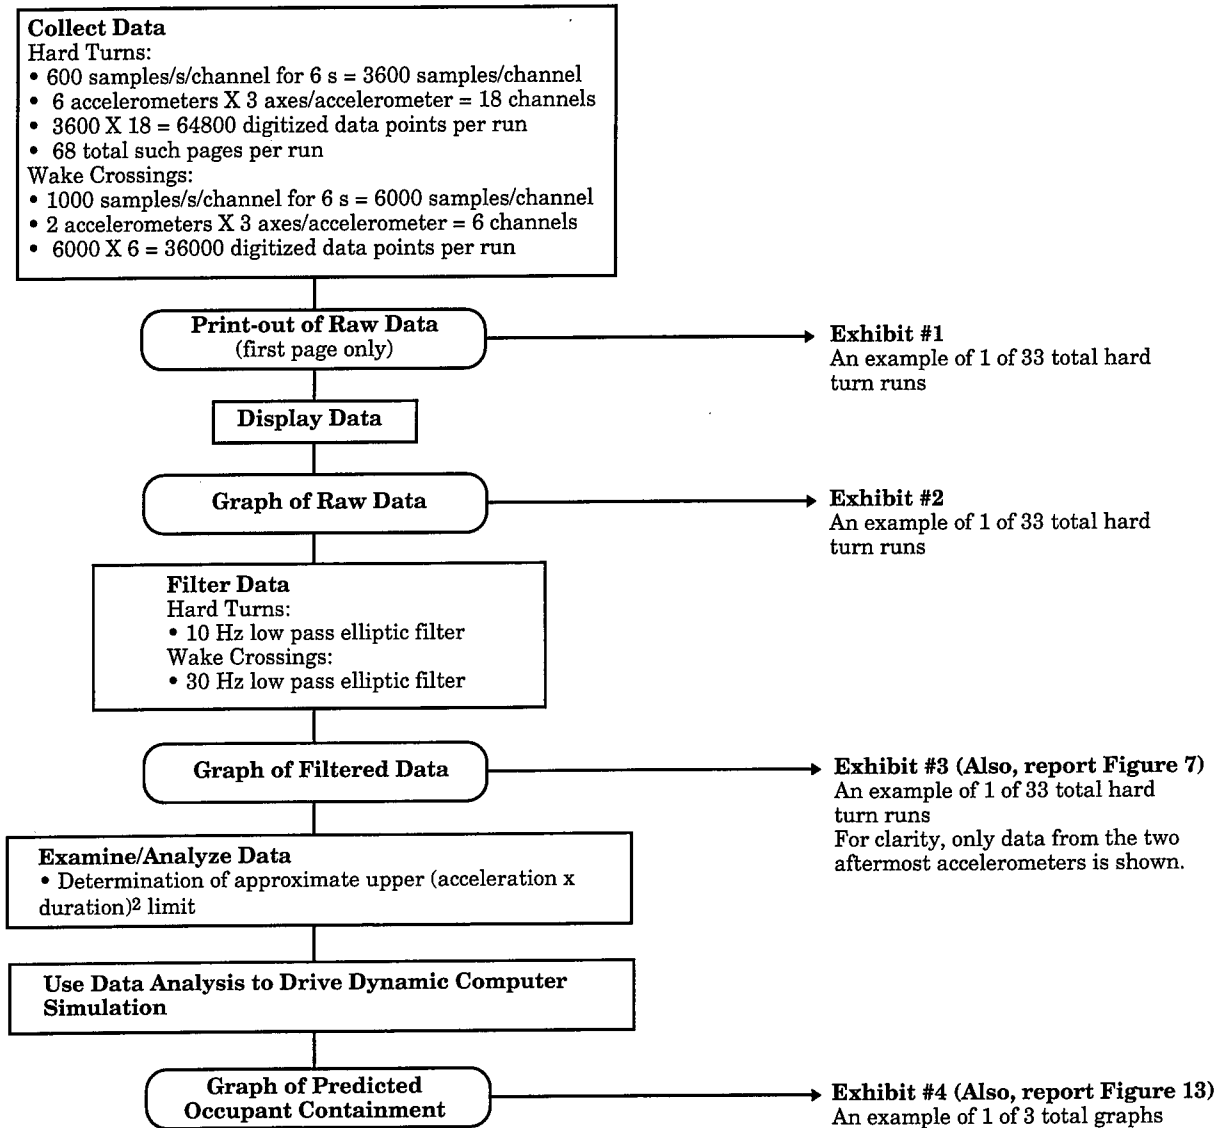 Collect Data
Hard Turns:
• 600 samples/s/channel for 6 s = 3600 samples/channel
• 6 accelerometers X 3 axes/accelerometer = 18 channels
• 3600 X 18 = 64800 digitized data points per run
• 68 total such pages per run
Wake Crossings:
• 1000 samples/s/channel for 6 s = 6000 samples/channel
• 2 accelerometers X 3 axes/accelerometer = 6 channels
• 6000 X 6 = 36000 digitized data points per run
Print-out of Raw Data
(first page only)
Exhibit #1
An example of 1 of 33 total hard
turn runs
Display Data
Graph of Raw Data
Exhibit #2
An example of 1 of 33 total hard
turn runs
Filter Data
Hard Turns:
• 10 Hz low pass elliptic filter
Wake Crossings:
• 30 Hz low pass elliptic filter
Graph of Filtered Data
Exhibit #3 (Also, report Figure 7)
An example of 1 of 33 total hard
turn runs
For clarity, only data from the two
aftermost accelerometers is shown.
Examine/Analyze Data
• Determination of approximate upper (acceleration x
duration)² limit
Use Data Analysis to Drive Dynamic Computer
Simulation
Graph of Predicted
Occupant Containment
Exhibit #4 (Also, report Figure 13)
An example of 1 of 3 total graphs